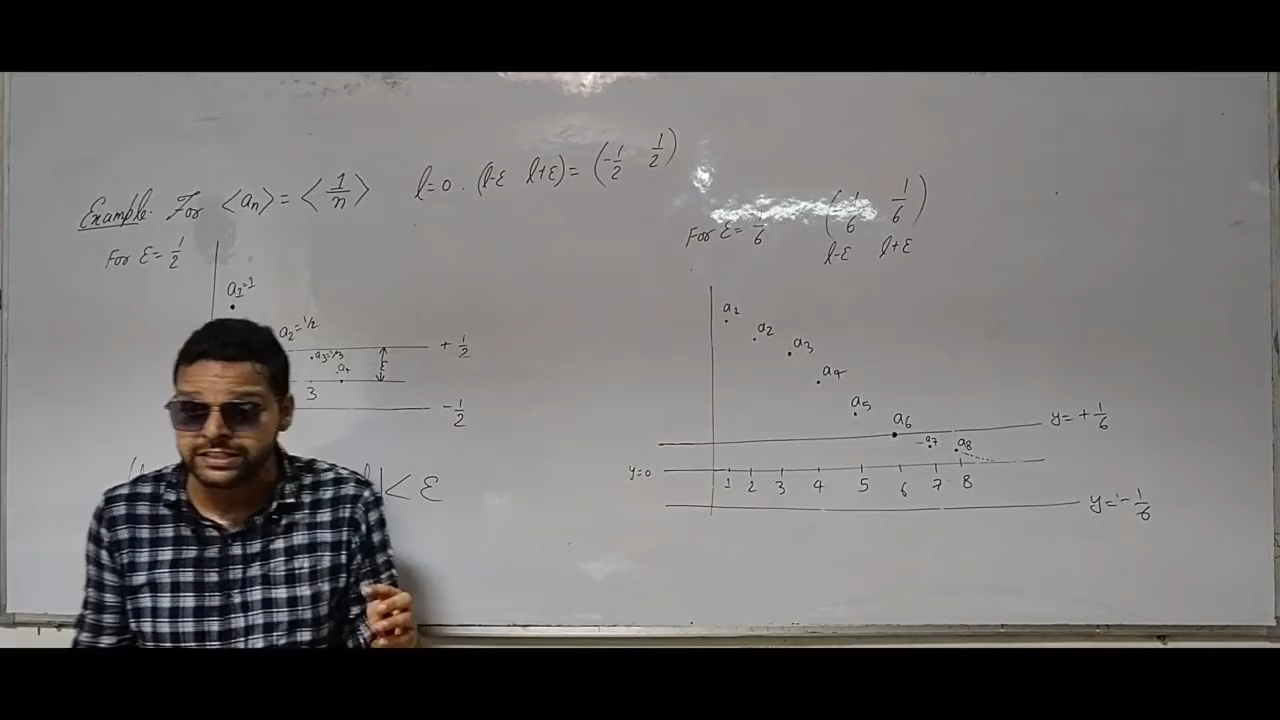 Example. For <aₙ> = <1/n> l=0. (l-ε l+ε) = (-1/2 1/2)
For ε=1/2
a₁=1
a₂=1/2
+1/2
a₃=1/3
a₄
ε
3
-1/2
|<ε
For ε=1/6 (-1/6 1/6)
l-ε l+ε
a₁
a₂
a₃
a₄
a₅
a₆
y=+1/6
a₇ a₈
y=0
1 2 3 4 5 6 7 8
y=-1/6